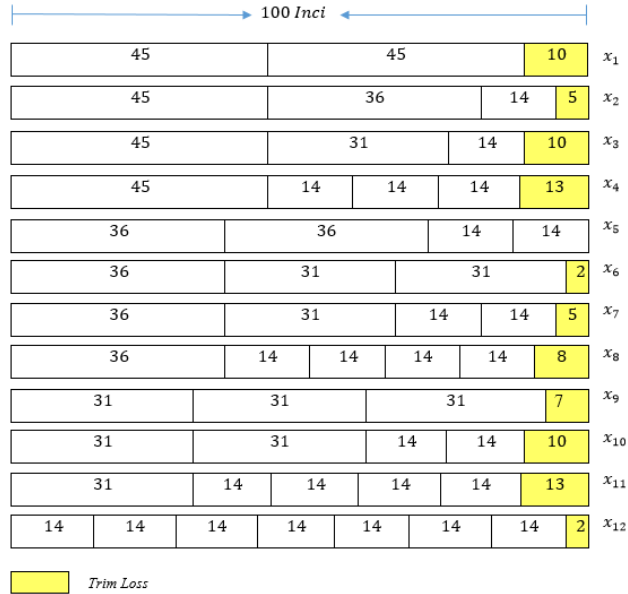 100 Inci
45 45 10 x₁
45 36 14 5 x₂
45 31 14 10 x₃
45 14 14 14 13 x₄
36 36 14 14 x₅
36 31 31 2 x₆
36 31 14 14 5 x₇
36 14 14 14 14 8 x₈
31 31 31 7 x₉
31 31 14 14 10 x₁₀
31 14 14 14 14 13 x₁₁
14 14 14 14 14 14 14 2 x₁₂
Trim Loss